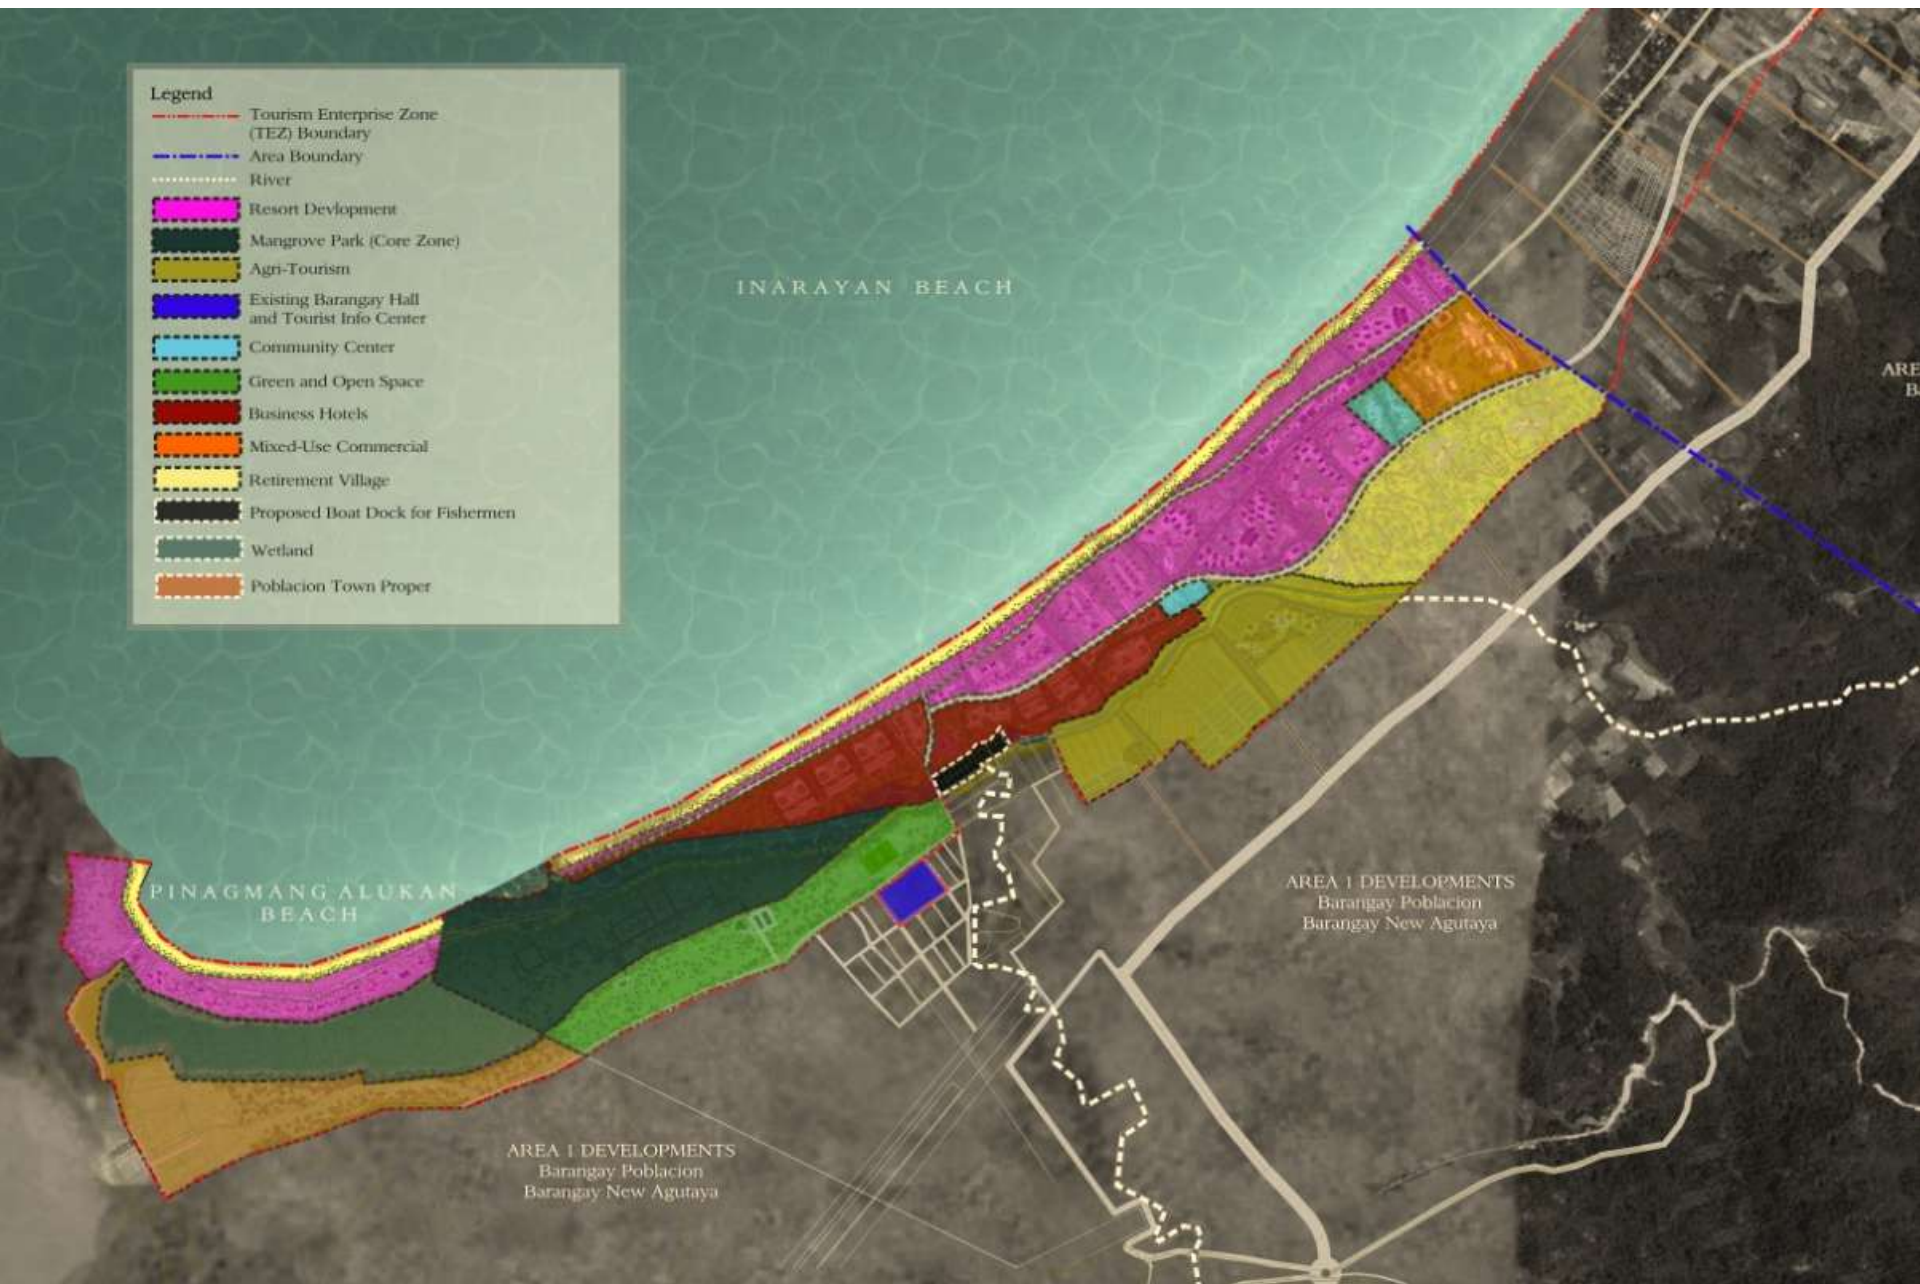 Legend
Tourism Enterprise Zone
(TEZ) Boundary
Area Boundary
River
Resort Devlopment
Mangrove Park (Core Zone)
Agri-Tourism
Existing Barangay Hall
and Tourist Info Center
Community Center
Green and Open Space
Business Hotels
Mixed-Use Commercial
Retirement Village
Proposed Boat Dock for Fishermen
Wetland
Poblacion Town Proper
INARAYAN BEACH
ARE
B
PINAGMANGALUKAN
BEACH
AREA 1 DEVELOPMENTS
Barangay Poblacion
Barangay New Agutaya
AREA 1 DEVELOPMENTS
Barangay Poblacion
Barangay New Agutaya